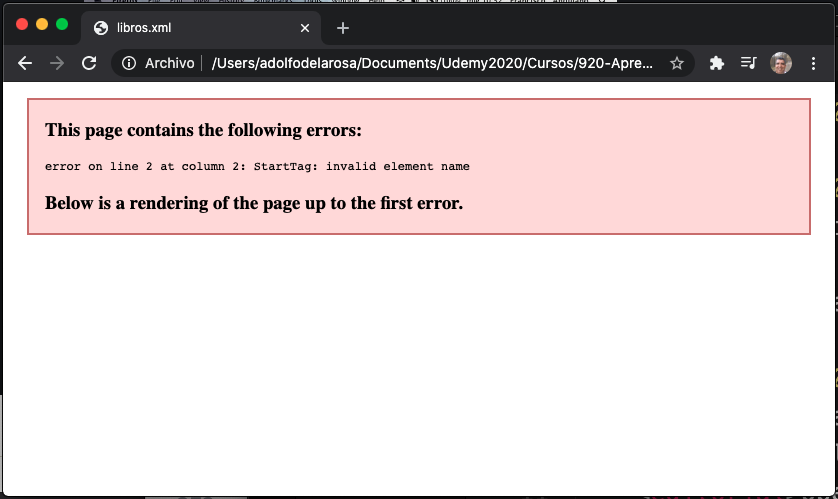 libros.xml
Archivo /Users/adolfodelarosa/Documents/Udemy2020/Cursos/920-Apre...
This page contains the following errors:
error on line 2 at column 2: StartTag: invalid element name
Below is a rendering of the page up to the first error.